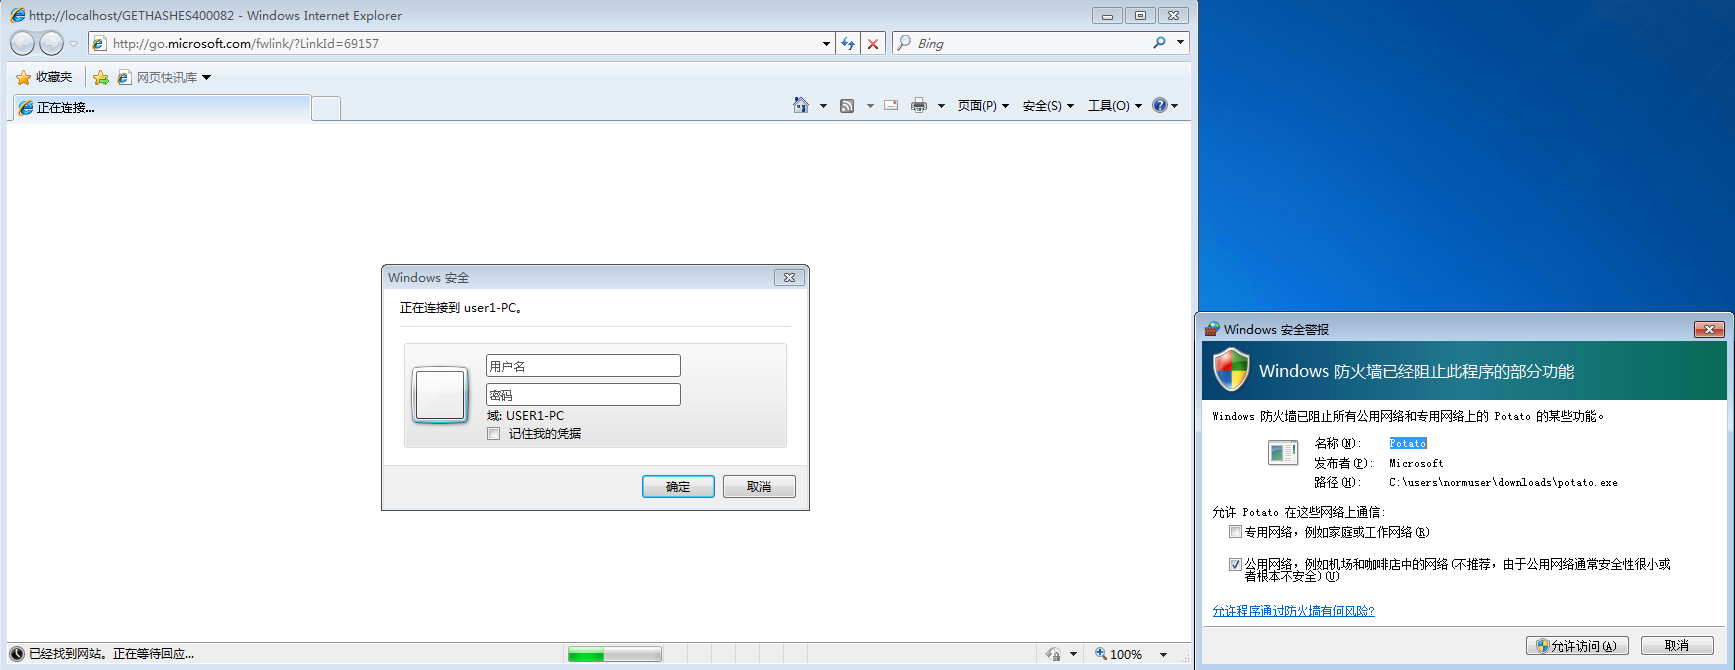 http://localhost/GETHASHES400082 - Windows Internet Explorer
http://go.microsoft.com/fwlink/?LinkId=69157
Bing
收藏夹
网页快讯库
正在连接...
页面(P)
安全(S)
工具(O)
Windows 安全
正在连接到 user1-PC。
用户名
密码
域: USER1-PC
记住我的凭据
确定
取消
已经找到网站。正在等待回应...
100%
Windows 安全警报
Windows 防火墙已经阻止此程序的部分功能
Windows 防火墙已阻止所有公用网络和专用网络上的 Potato 的某些功能。
名称(N): Potato
发布者(P): Microsoft
路径(H): C:\users\normuser\downloads\potato.exe
允许 Potato 在这些网络上通信:
专用网络，例如家庭或工作网络(R)
公用网络，例如机场和咖啡店中的网络(不推荐，由于公用网络通常安全性很小或
者根本不安全)(U)
允许程序通过防火墙有何风险?
允许访问(A)
取消